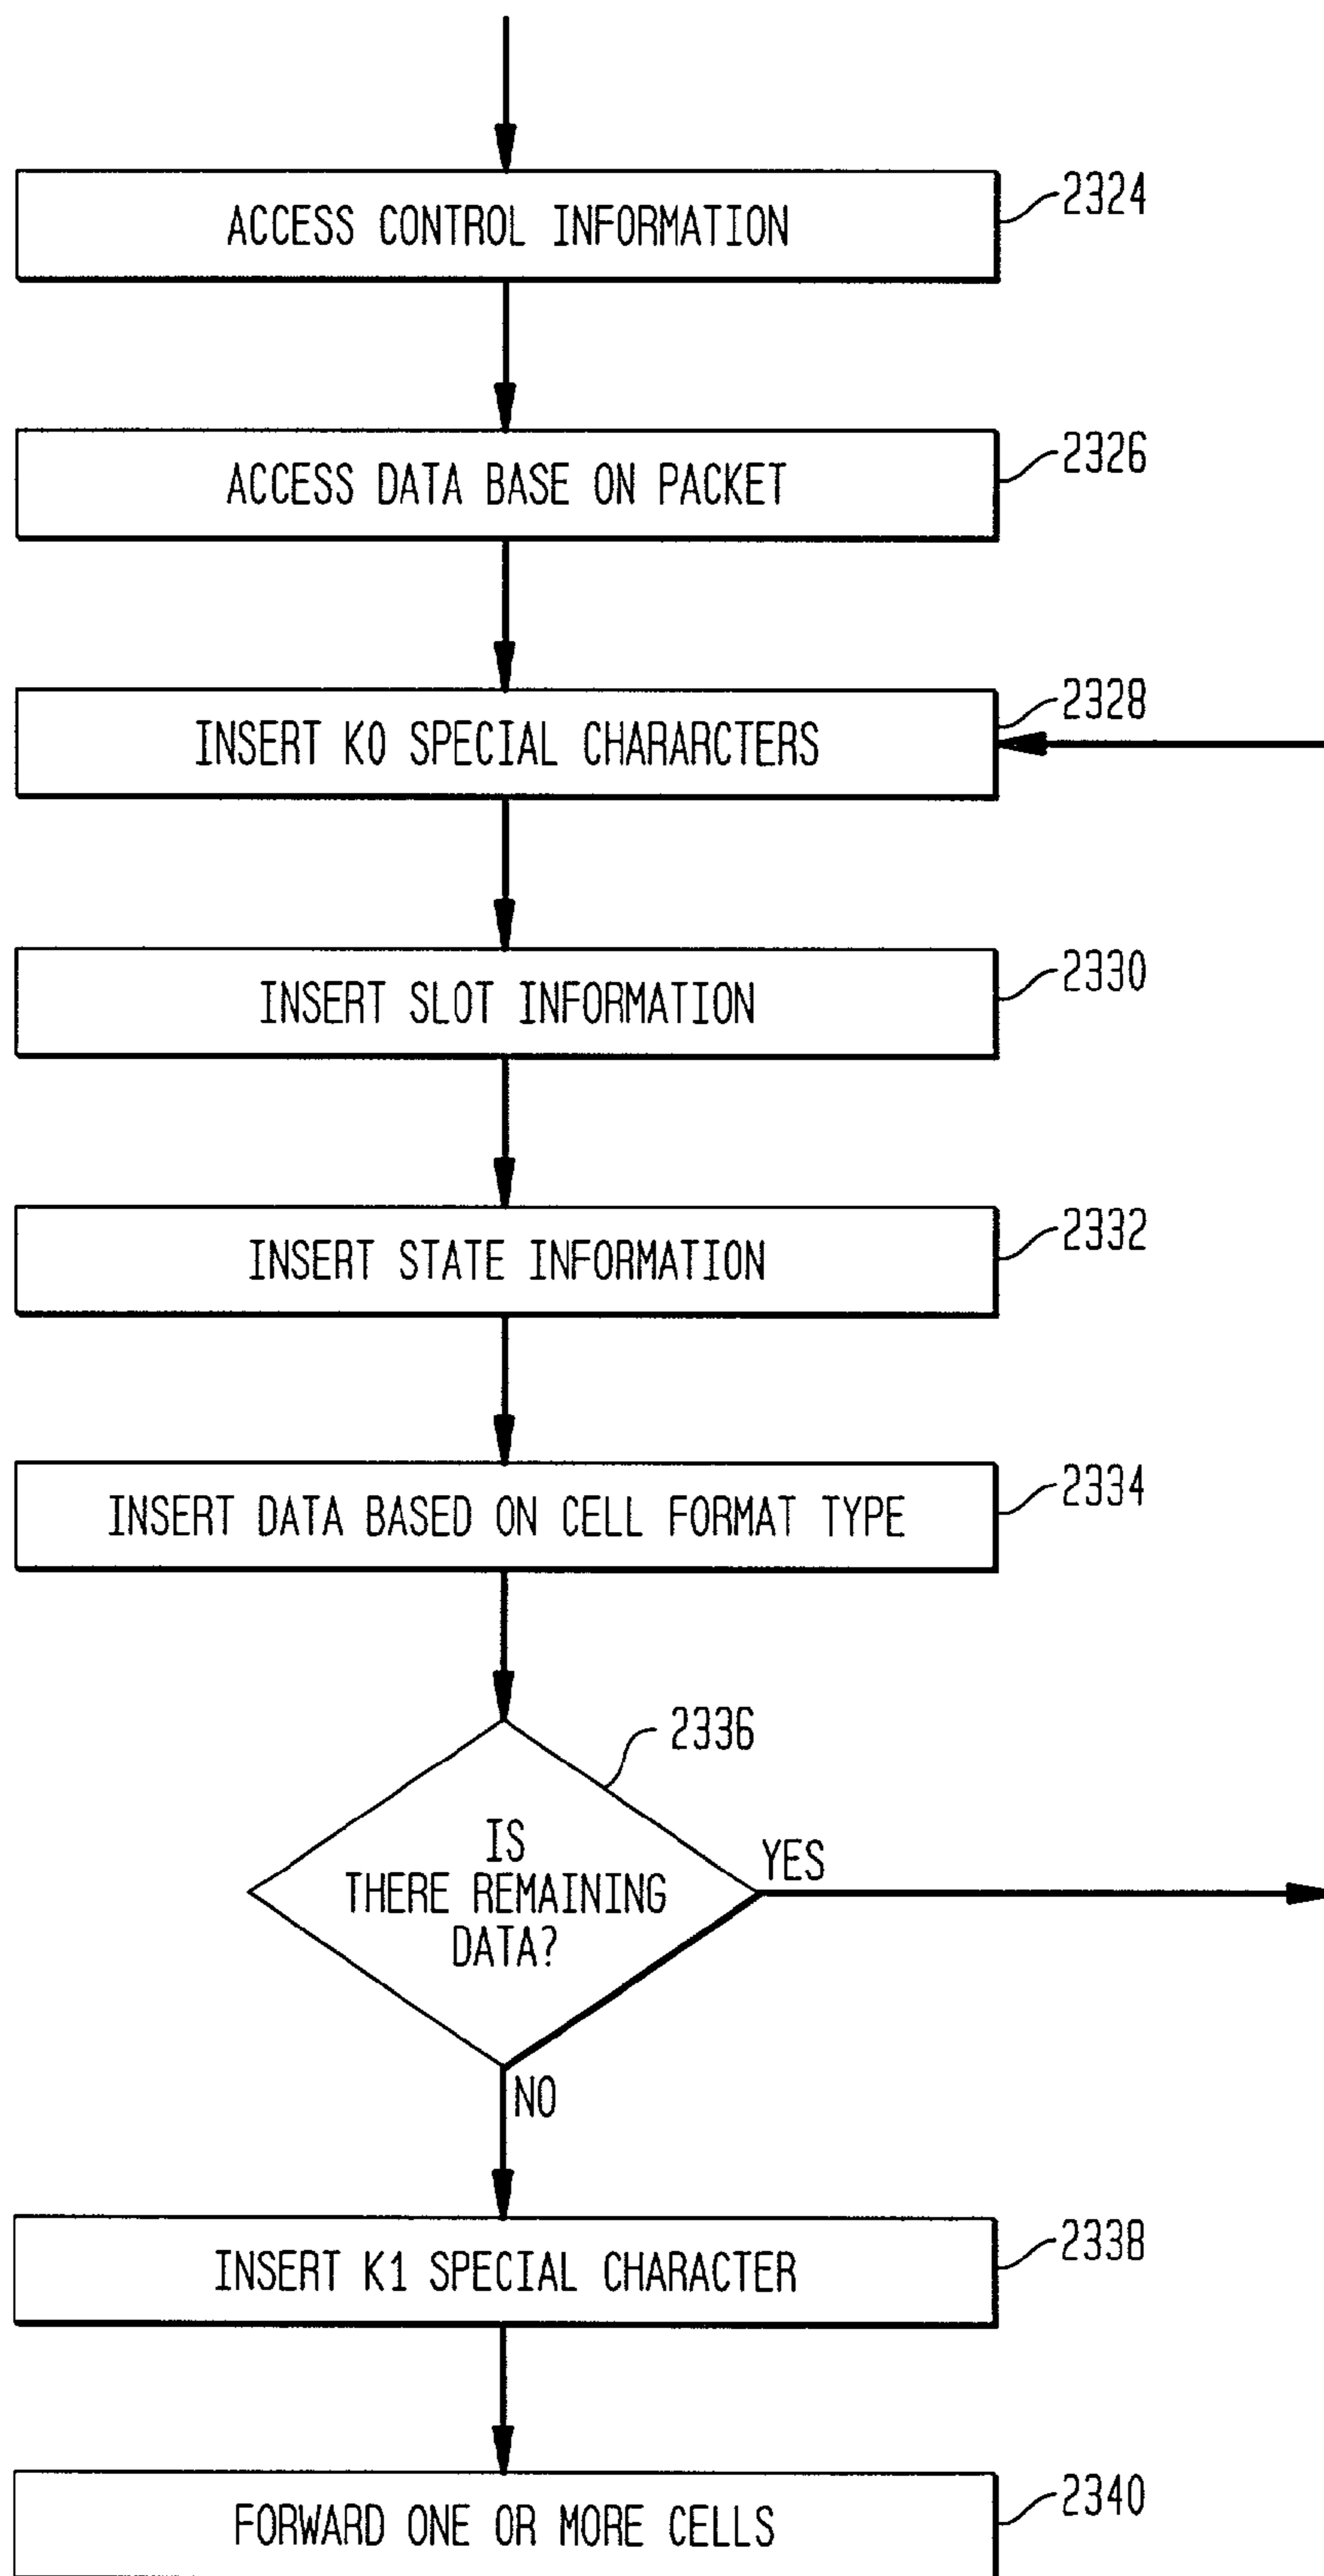 ACCESS CONTROL INFORMATION
2324
ACCESS DATA BASE ON PACKET
2326
INSERT K0 SPECIAL CHARARCTERS
2328
INSERT SLOT INFORMATION
2330
INSERT STATE INFORMATION
2332
INSERT DATA BASED ON CELL FORMAT TYPE
2334
2336
IS
THERE REMAINING
DATA?
YES
NO
INSERT K1 SPECIAL CHARACTER
2338
FORWARD ONE OR MORE CELLS
2340